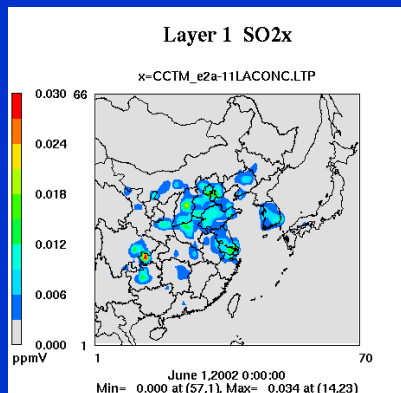 Layer 1 SO2x
x=CCTM_e2a-11LACONC.LTP
0.030
0.024
0.018
0.012
0.006
0.000
ppmV
66
1
1
70
June 1,2002 0:00:00
Min= 0.000 at (57,1), Max= 0.034 at (14,23)